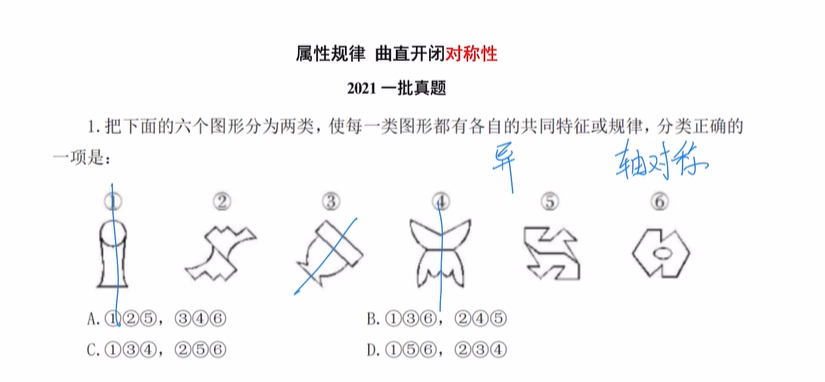 属性规律 曲直开闭对称性
2021 一批真题
1.把下面的六个图形分为两类，使每一类图形都有各自的共同特征或规律，分类正确的
一项是：
异 轴对称
① ② ③ ④ ⑤ ⑥
A.①②⑤，③④⑥ B.①③⑥，②④⑤
C.①③④，②⑤⑥ D.①⑤⑥，②③④